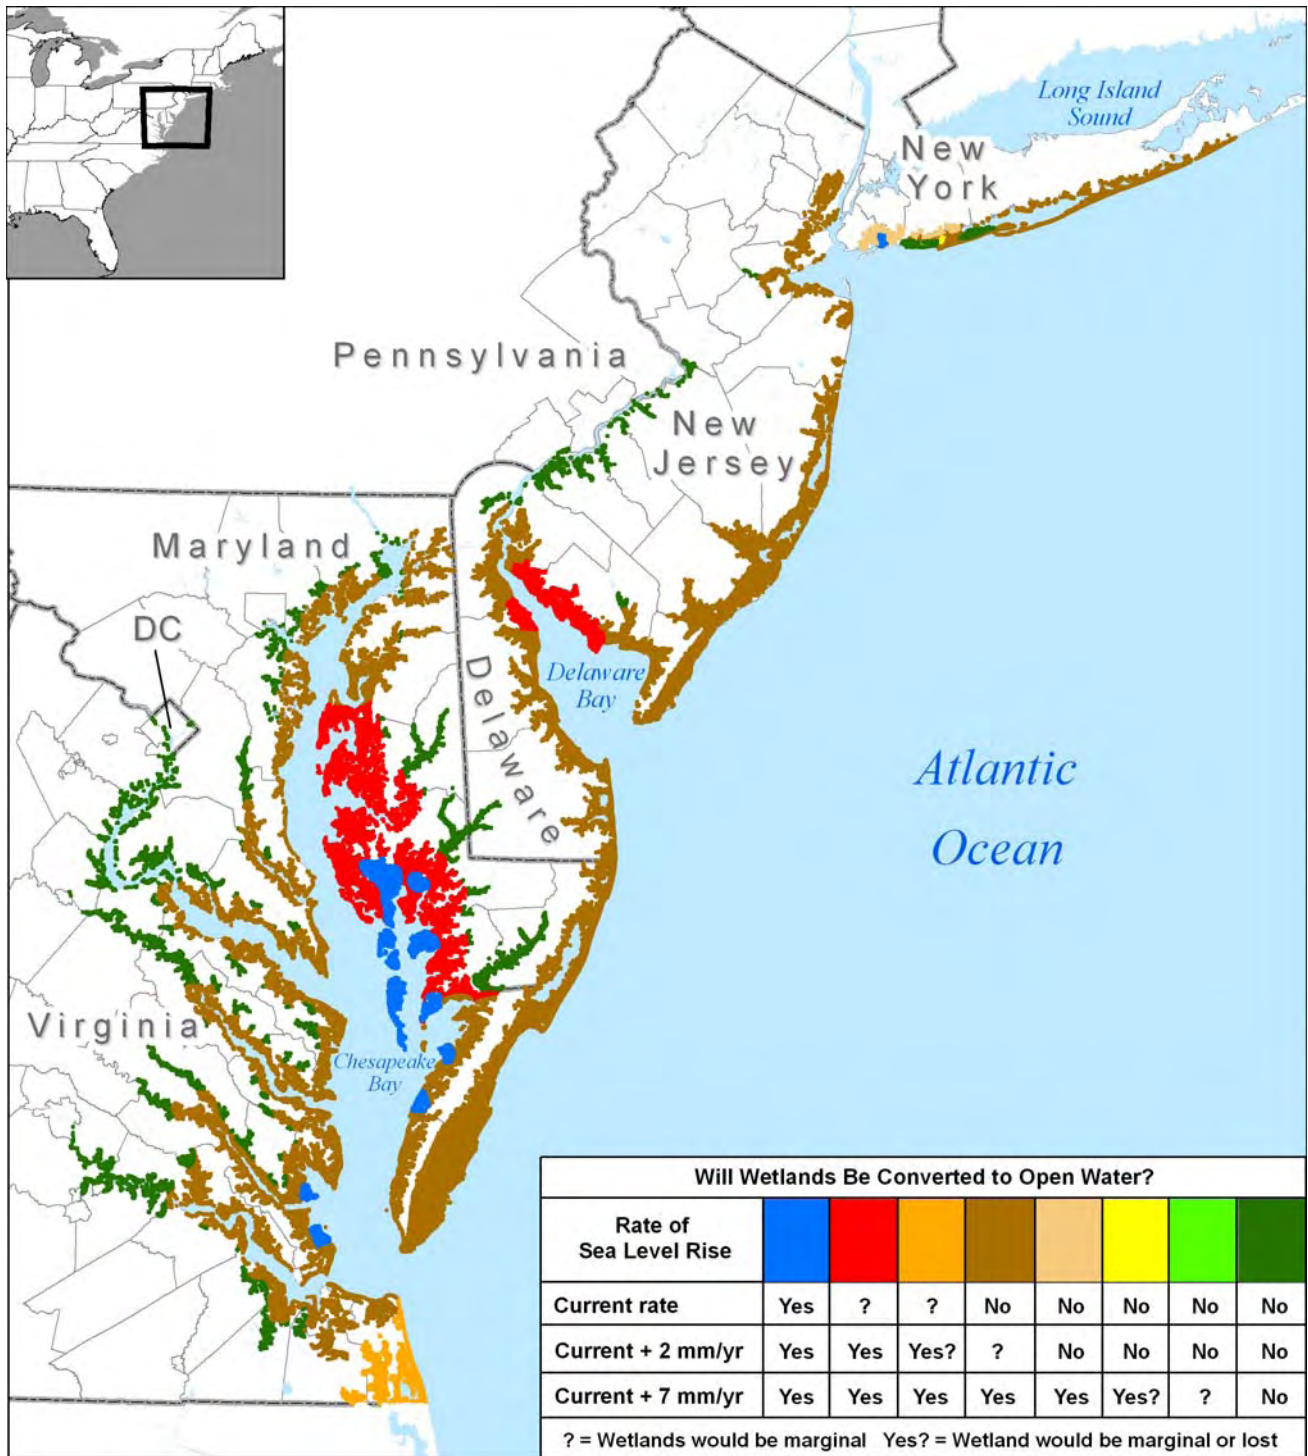 Long Island
Sound
New
York
Pennsylvania
New
Jersey
Maryland
DC
Delaware
Delaware
Bay
Atlantic
Ocean
Virginia
Chesapeake
Bay
Will Wetlands Be Converted to Open Water?
Rate of
Sea Level Rise
Current rate Yes ? ? No No No No No
Current + 2 mm/yr Yes Yes Yes? ? No No No No
Current + 7 mm/yr Yes Yes Yes Yes Yes Yes? ? No
? = Wetlands would be marginal Yes? = Wetland would be marginal or lost